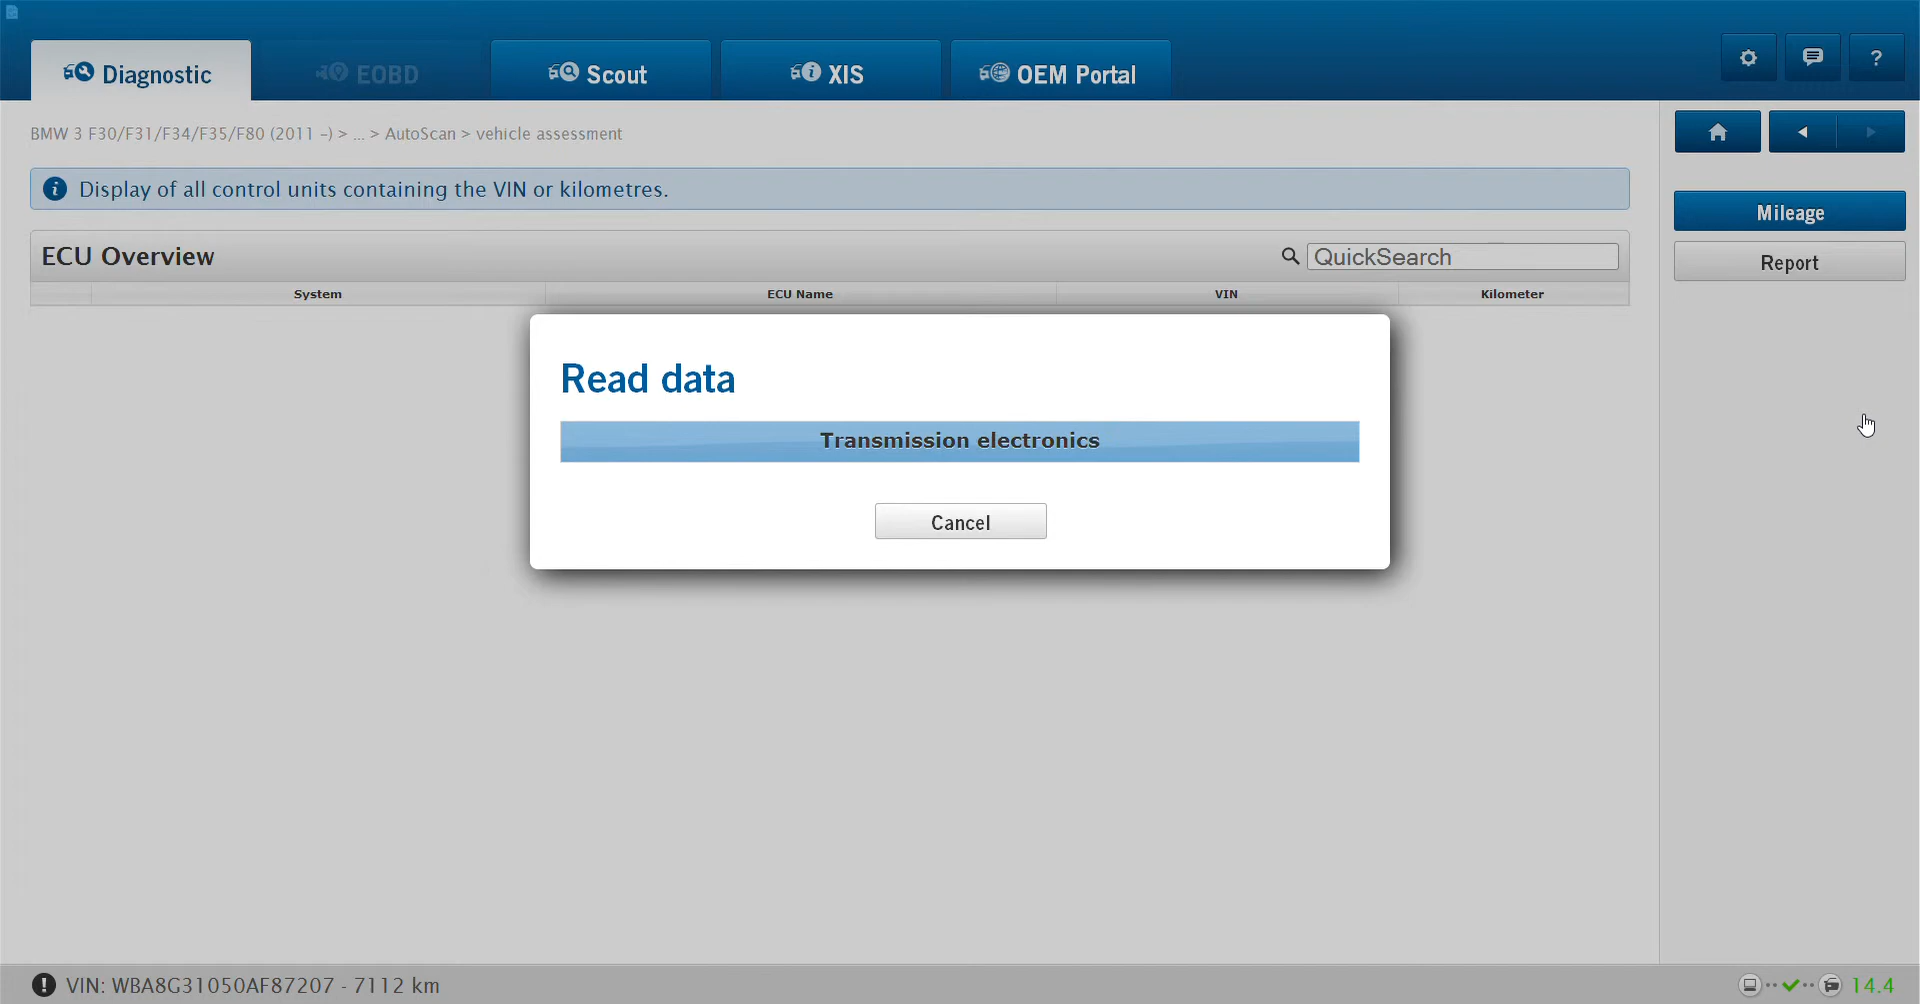 Diagnostic
EOBD
Scout
XIS
OEM Portal
?
BMW 3 F30/F31/F34/F35/F80 (2011 -) > ... > AutoScan > vehicle assessment
Display of all control units containing the VIN or kilometres.
Mileage
Report
ECU Overview
QuickSearch
System ECU Name VIN Kilometer
Read data
Transmission electronics
Cancel
VIN: WBA8G31050AF87207 - 7112 km
14.4